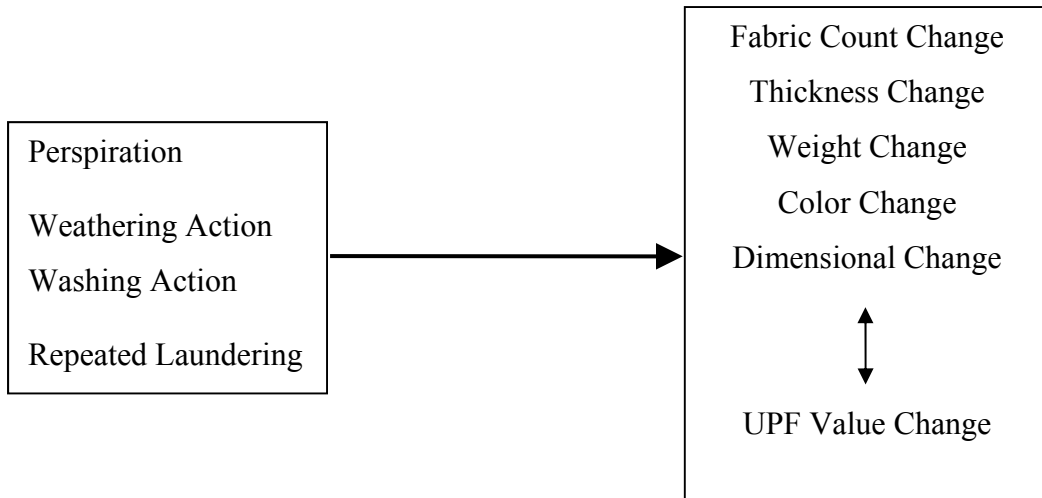 Perspiration
Weathering Action
Washing Action
Repeated Laundering
Fabric Count Change
Thickness Change
Weight Change
Color Change
Dimensional Change
UPF Value Change